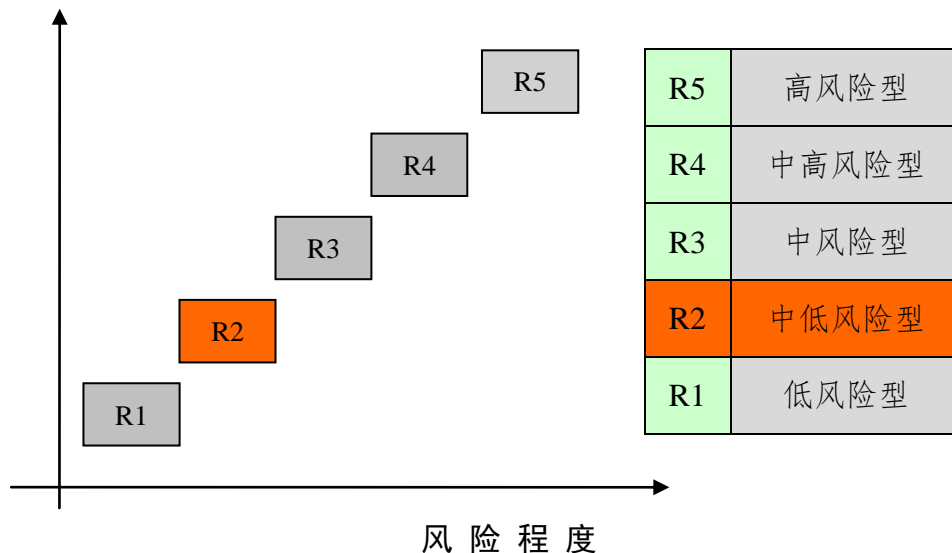 R5
R4
R3
R2
R1
R5 高风险型
R4 中高风险型
R3 中风险型
R2 中低风险型
R1 低风险型
风险程度